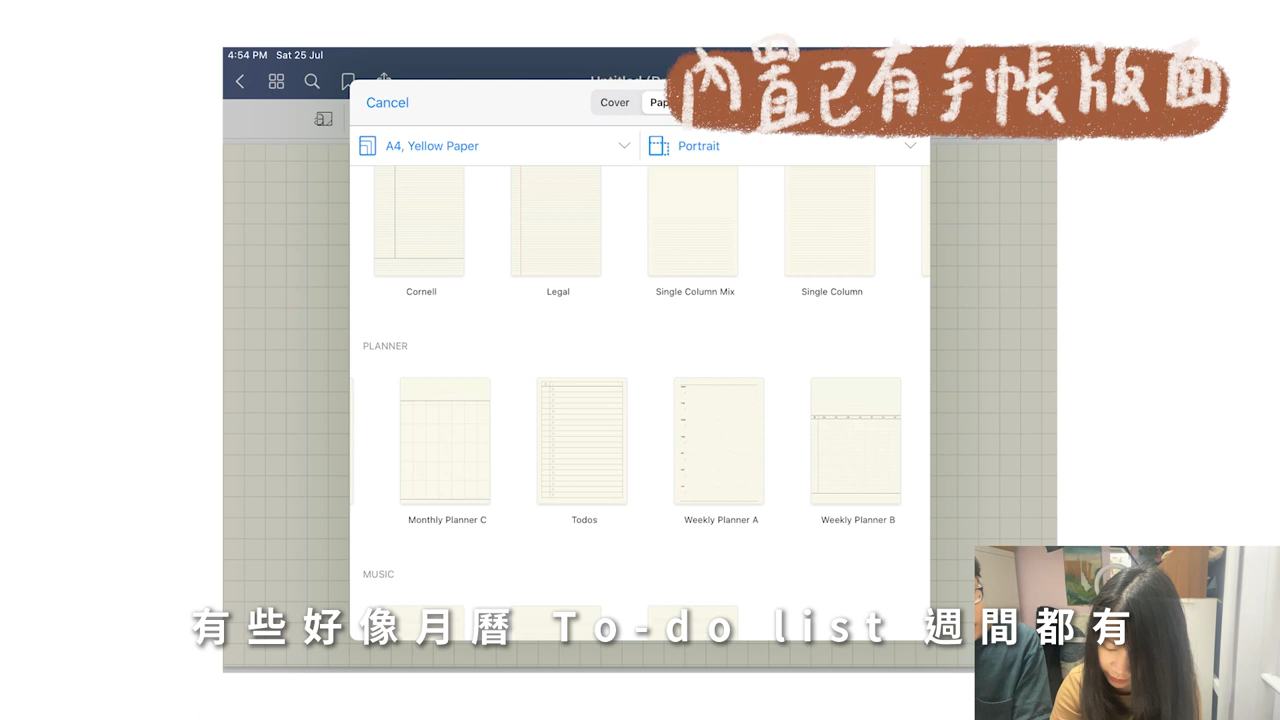 4:54 PM Sat 25 Jul
內置已有手帳版面
Cancel
Cover
A4, Yellow Paper
Portrait
Cornell
Legal
Single Column Mix
Single Column
PLANNER
Monthly Planner C
Todos
Weekly Planner A
Weekly Planner B
MUSIC
有些好像月曆 To-do list 週間都有